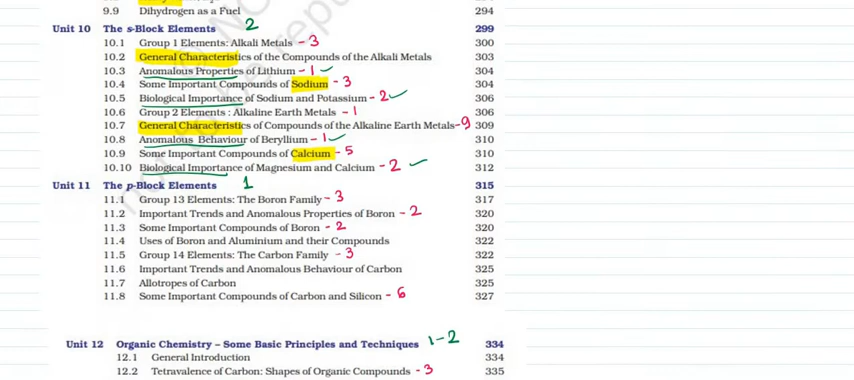 9.9 Dihydrogen as a Fuel 294
Unit 10 The s-Block Elements 2 299
10.1 Group 1 Elements: Alkali Metals - 3 300
10.2 General Characteristics of the Compounds of the Alkali Metals 303
10.3 Anomalous Properties of Lithium - 1 ✓ 304
10.4 Some Important Compounds of Sodium - 3 304
10.5 Biological Importance of Sodium and Potassium - 2 ✓ 306
10.6 Group 2 Elements : Alkaline Earth Metals - 1 306
10.7 General Characteristics of Compounds of the Alkaline Earth Metals - 9 309
10.8 Anomalous Behaviour of Beryllium - 1 ✓ 310
10.9 Some Important Compounds of Calcium - 5 310
10.10 Biological Importance of Magnesium and Calcium - 2 ✓ 312
Unit 11 The p-Block Elements 1 315
11.1 Group 13 Elements: The Boron Family - 3 317
11.2 Important Trends and Anomalous Properties of Boron - 2 320
11.3 Some Important Compounds of Boron - 2 320
11.4 Uses of Boron and Aluminium and their Compounds 322
11.5 Group 14 Elements: The Carbon Family - 3 322
11.6 Important Trends and Anomalous Behaviour of Carbon 325
11.7 Allotropes of Carbon 325
11.8 Some Important Compounds of Carbon and Silicon - 6 327
Unit 12 Organic Chemistry – Some Basic Principles and Techniques 1-2 334
12.1 General Introduction 334
12.2 Tetravalence of Carbon: Shapes of Organic Compounds - 3 335